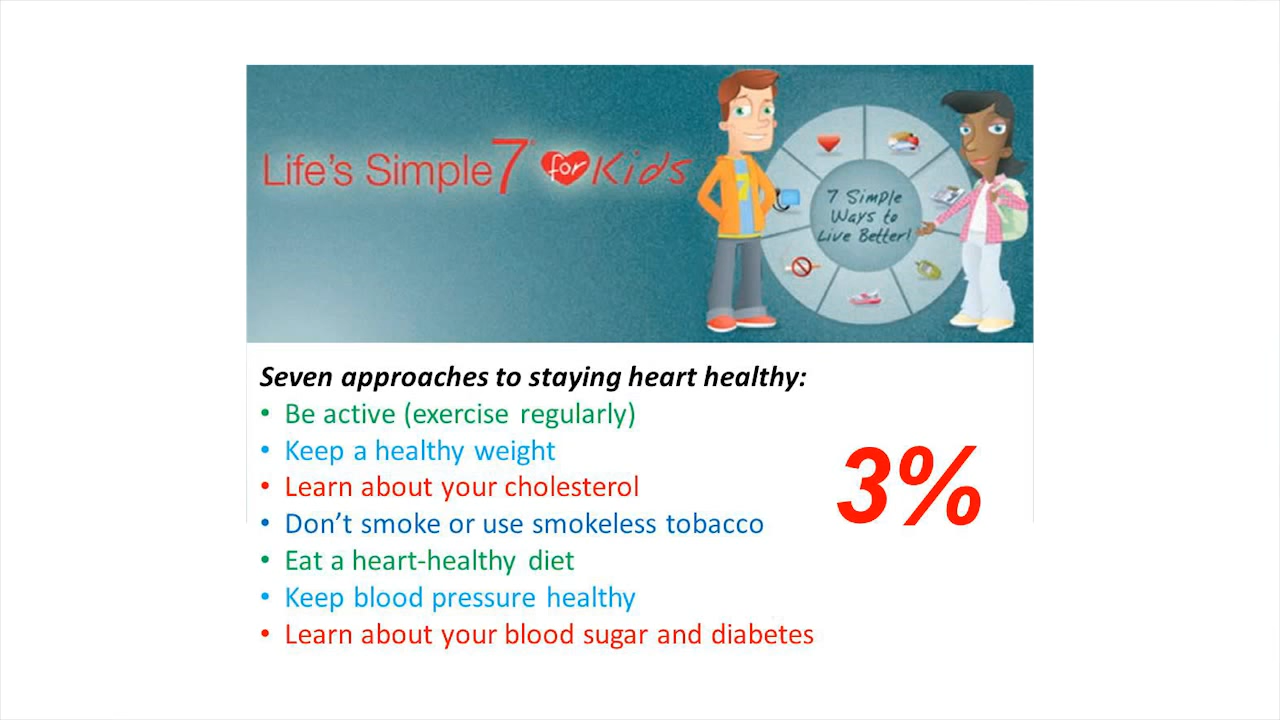 Life's Simple 7® for Kids
7 Simple
Ways to
Live Better!
7
Seven approaches to staying heart healthy:
• Be active (exercise regularly)
• Keep a healthy weight
• Learn about your cholesterol
• Don't smoke or use smokeless tobacco
• Eat a heart-healthy diet
• Keep blood pressure healthy
• Learn about your blood sugar and diabetes
3%